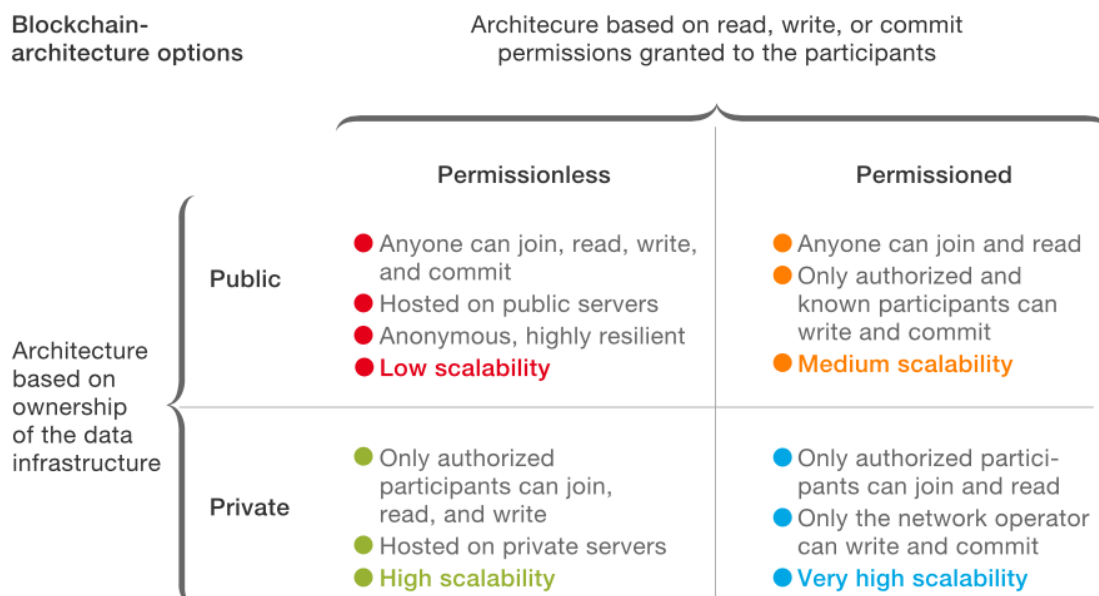 Blockchain-
architecture options
Architecure based on read, write, or commit
permissions granted to the participants
Permissionless
Permissioned
Architecture
based on
ownership
of the data
infrastructure
Public
Anyone can join, read, write,
and commit
Hosted on public servers
Anonymous, highly resilient
Low scalability
Anyone can join and read
Only authorized and
known participants can
write and commit
Medium scalability
Private
Only authorized
participants can join,
read, and write
Hosted on private servers
High scalability
Only authorized partici-
pants can join and read
Only the network operator
can write and commit
Very high scalability